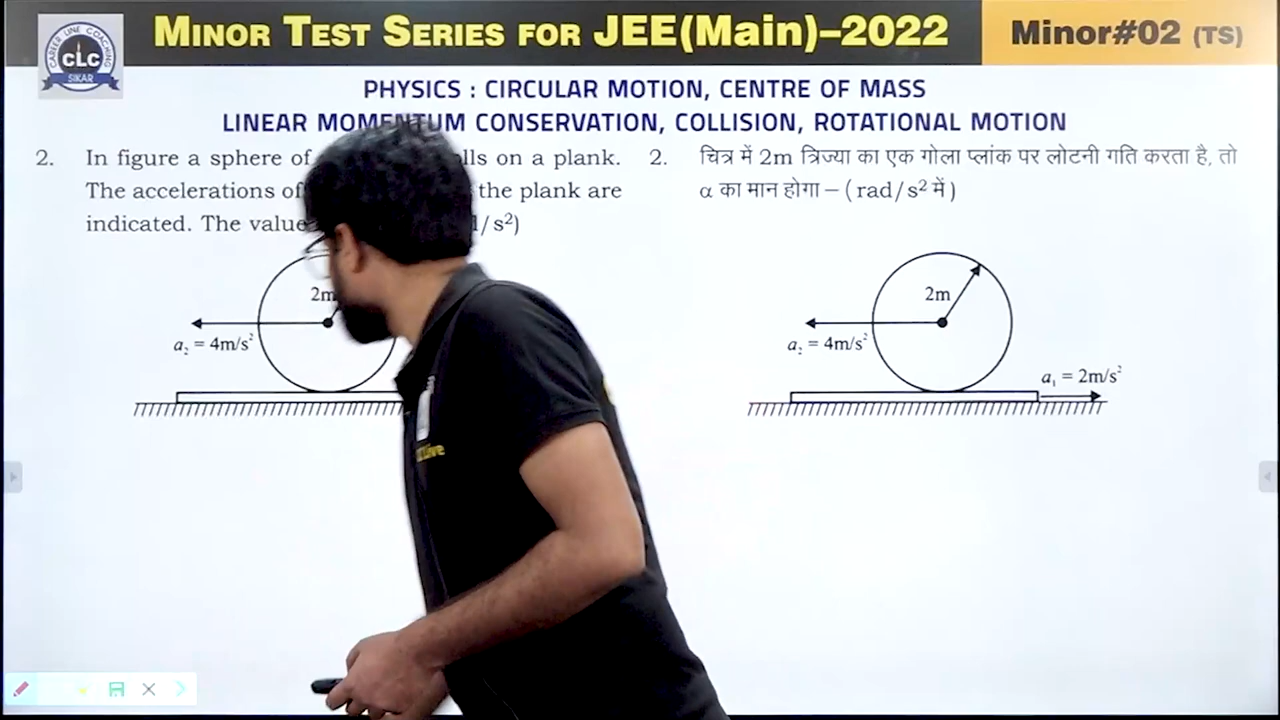 MINOR TEST SERIES FOR JEE(Main)–2022
Minor#02 (TS)
CAREER LINE COACHING
CLC
SIKAR
PHYSICS : CIRCULAR MOTION, CENTRE OF MASS
LINEAR MOMENTUM CONSERVATION, COLLISION, ROTATIONAL MOTION
2. In figure a sphere of lls on a plank.
The accelerations of the plank are
indicated. The value /s²)
2m
a₂ = 4m/s²
2. चित्र में 2m त्रिज्या का एक गोला प्लांक पर लोटनी गति करता है, तो
α का मान होगा – ( rad/s² में )
2m
a₂ = 4m/s²
a₁ = 2m/s²